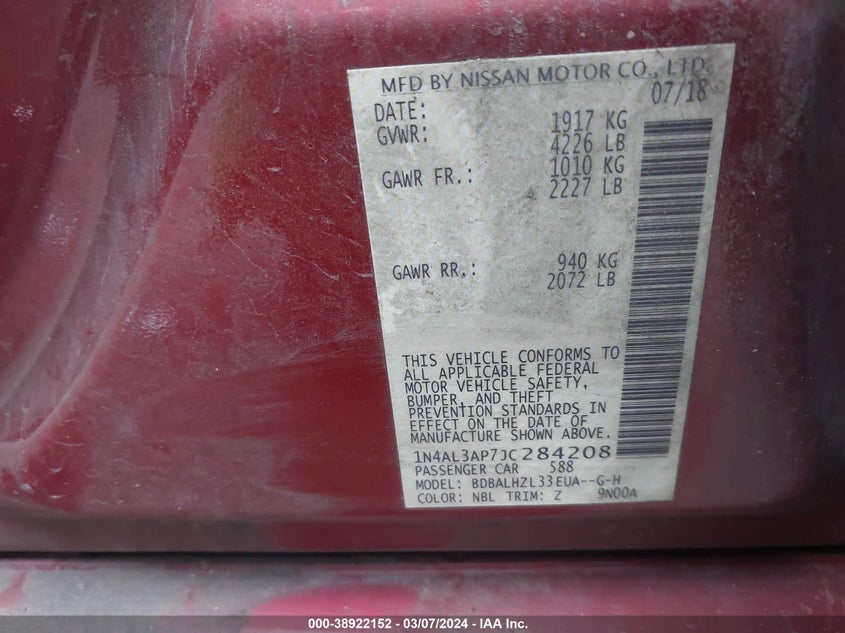 MFD BY NISSAN MOTOR CO., LTD.
DATE: 07/18
GVWR: 1917 KG
4226 LB
GAWR FR.: 1010 KG
2227 LB
GAWR RR.: 940 KG
2072 LB
THIS VEHICLE CONFORMS TO
ALL APPLICABLE FEDERAL
MOTOR VEHICLE SAFETY,
BUMPER, AND THEFT
PREVENTION STANDARDS IN
EFFECT ON THE DATE OF
MANUFACTURE SHOWN ABOVE.
1N4AL3AP7JC284208
PASSENGER CAR 588
MODEL: BDBALHZL33EUA--G-H
COLOR: NBL TRIM: Z 9N00A
000-38922152 - 03/07/2024 - IAA Inc.